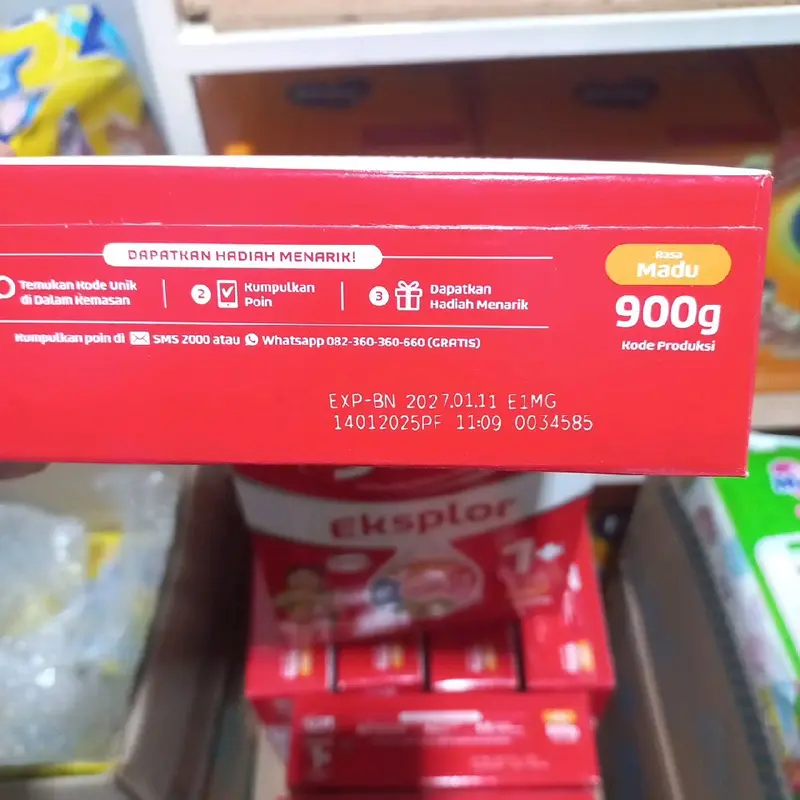 DAPATKAN HADIAH MENARIK!
Temukan Kode Unik
di Dalam Kemasan
2
Kumpulkan
Poin
3
Dapatkan
Hadiah Menarik
Kumpulkan poin di SMS 2000 atau Whatsapp 082-360-360-660 (GRATIS)
Rasa
Madu
900g
Kode Produksi
EXP-BN 2027.01.11 E1MG
14012025PF 11:09 0034585
Eksplor
7+